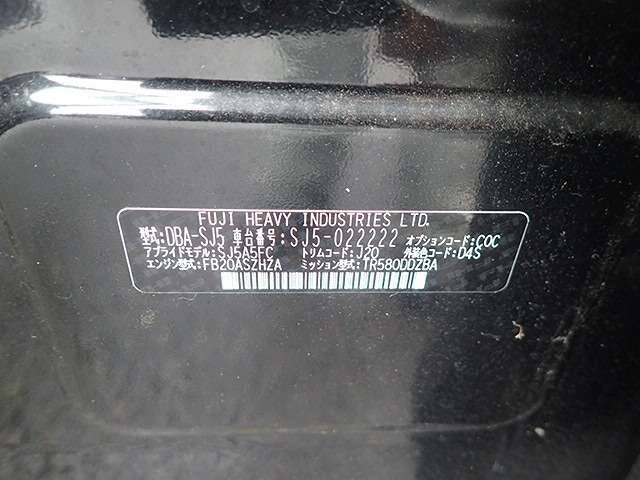 FUJI HEAVY INDUSTRIES LTD.
型式:DBA-SJ5 車台番号:SJ5-022222 オプションコード:COC
アプライドモデル:SJ5A5FC トリムコード:J20 外装色コード:D4S
エンジン型式:FB20ASZHZA ミッション型式:TR580DDZBA